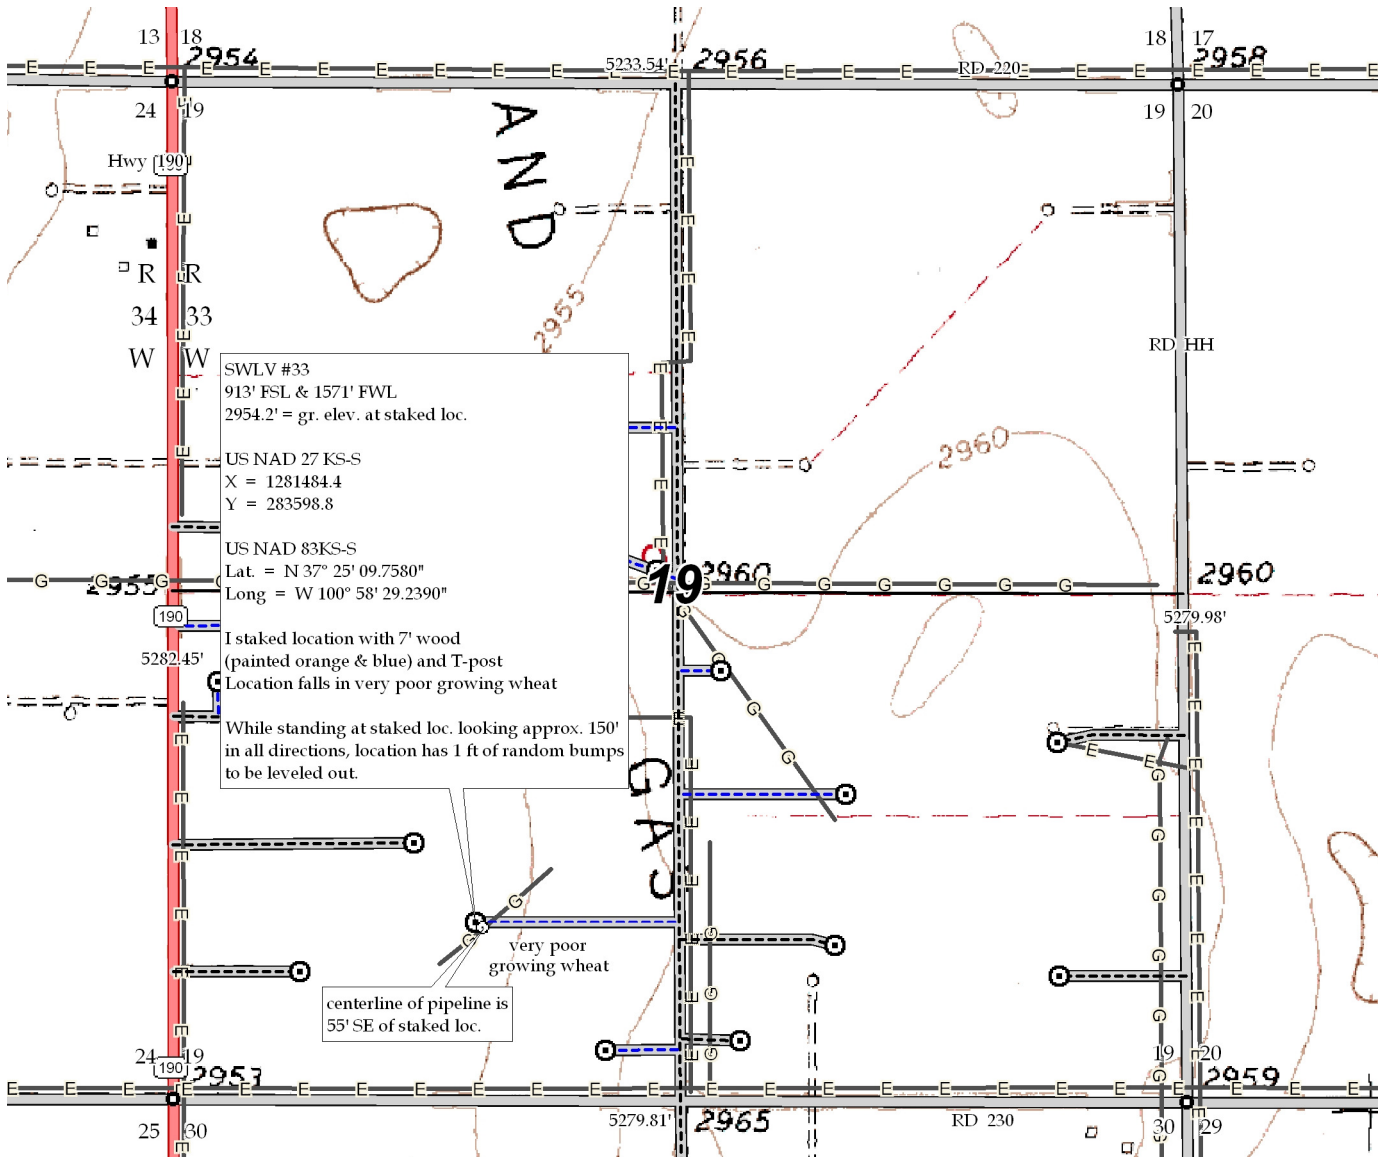 13 18
2954
5233.54'
2956
RD 220
18 17
2958
24 19
19 20
Hwy 190
AND
R R
34 33
W W
2955
RD HH
SWLV #33
913' FSL & 1571' FWL
2954.2' = gr. elev. at staked loc.
US NAD 27 KS-S
X = 1281484.4
Y = 283598.8
US NAD 83KS-S
Lat. = N 37° 25' 09.7580"
Long = W 100° 58' 29.2390"
I staked location with 7' wood
(painted orange & blue) and T-post
Location falls in very poor growing wheat
While standing at staked loc. looking approx. 150'
in all directions, location has 1 ft of random bumps
to be leveled out.
2960
19
2960
2960
190
5279.98'
5282.45'
GAS
very poor
growing wheat
centerline of pipeline is
55' SE of staked loc.
24 19
190
2953
19 20
2959
5279.81'
2965
RD 230
25 30
30 29